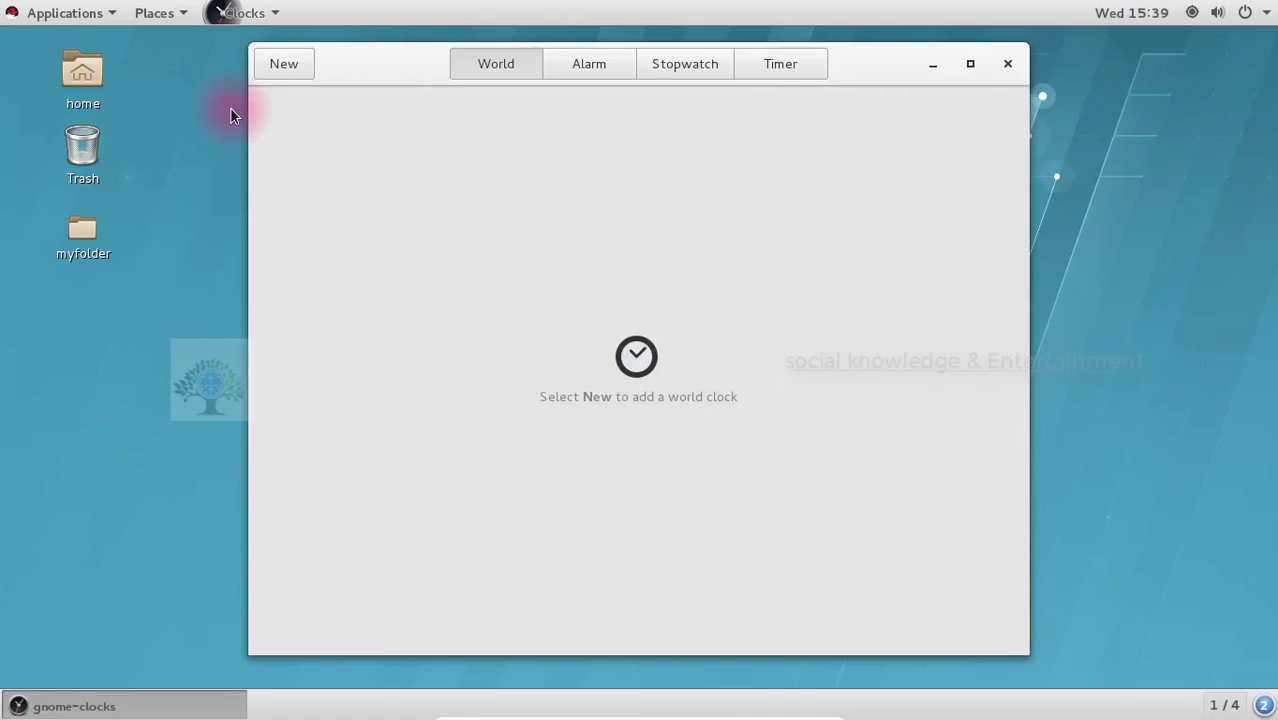 Applications Places Clocks Wed 15:39
New World Alarm Stopwatch Timer
home
Trash
myfolder
social knowledge & Entertainment
Select New to add a world clock
gnome-clocks 1 / 4 2